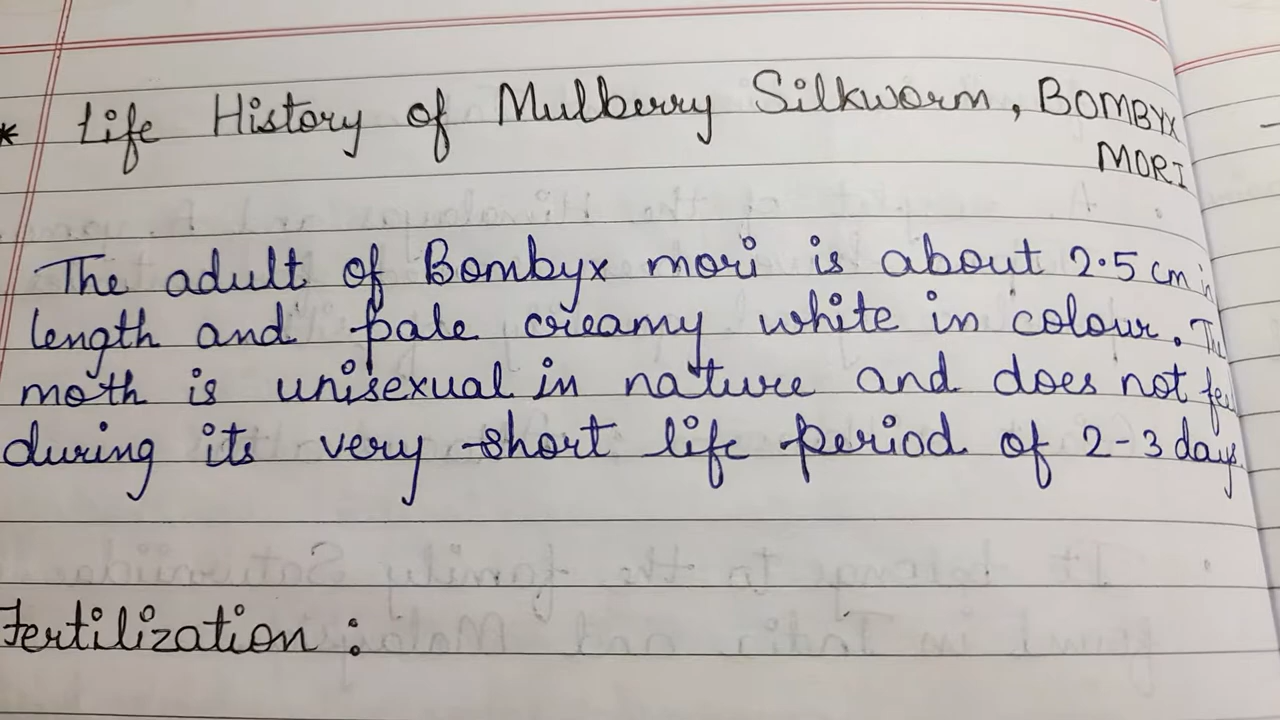 * Life History of Mulberry Silkworm, BOMBYX
MORI
The adult of Bombyx mori is about 2.5 cm in
length and pale creamy white in colour. The
moth is unisexual in nature and does not
during its very short life period of 2-3 days
Fertilization :